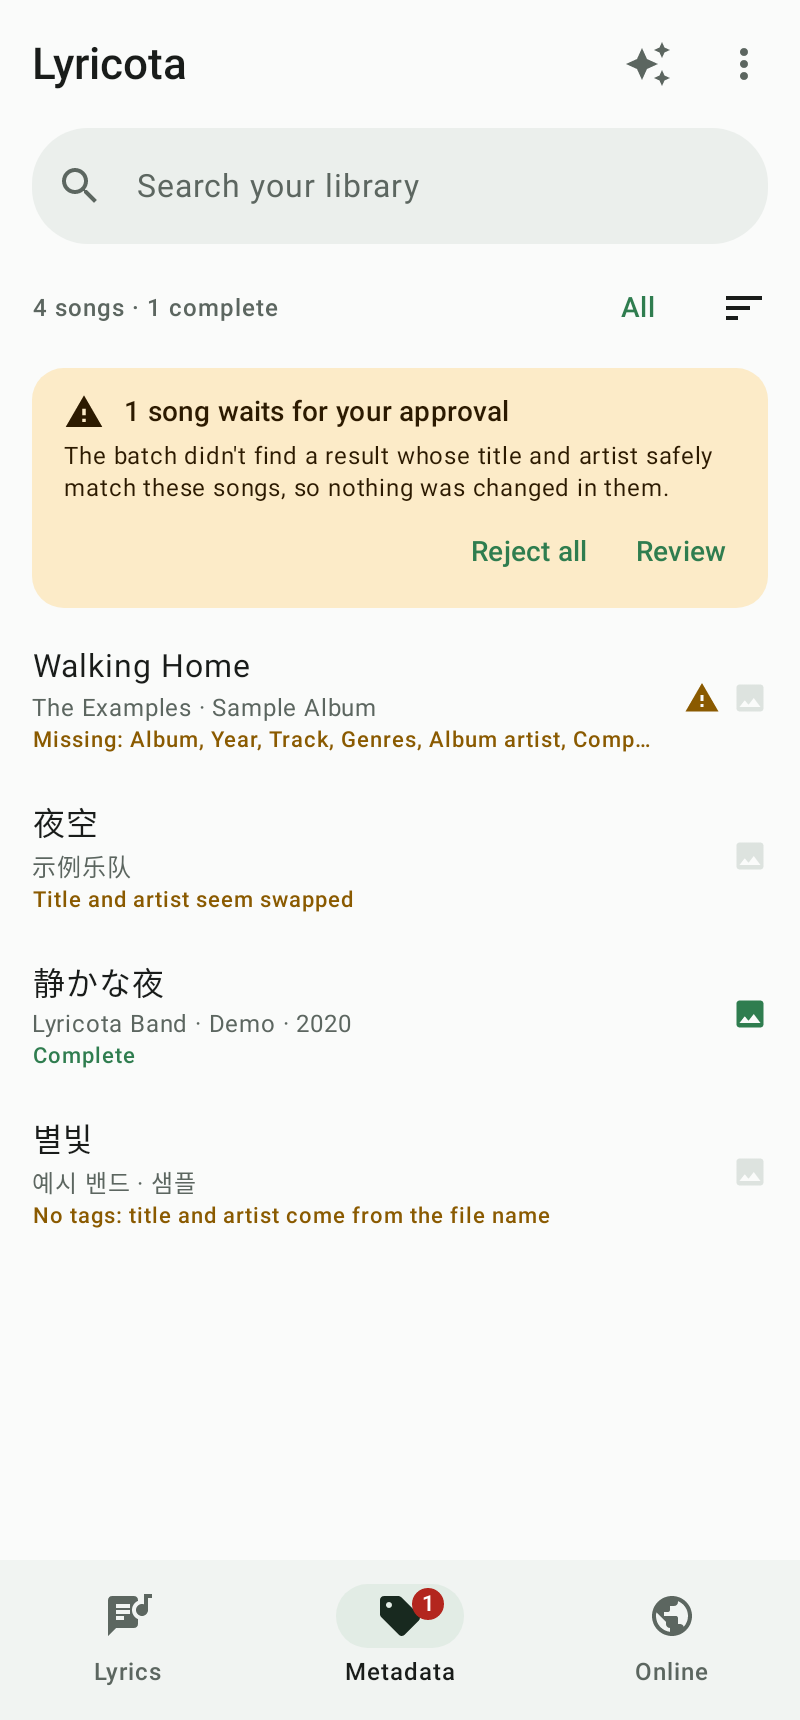 Lyricota
Search your library
4 songs · 1 complete
All
1 song waits for your approval
The batch didn't find a result whose title and artist safely
match these songs, so nothing was changed in them.
Reject all
Review
Walking Home
The Examples · Sample Album
Missing: Album, Year, Track, Genres, Album artist, Comp…
夜空
示例乐队
Title and artist seem swapped
静かな夜
Lyricota Band · Demo · 2020
Complete
별빛
예시 밴드 · 샘플
No tags: title and artist come from the file name
1
Lyrics
Metadata
Online